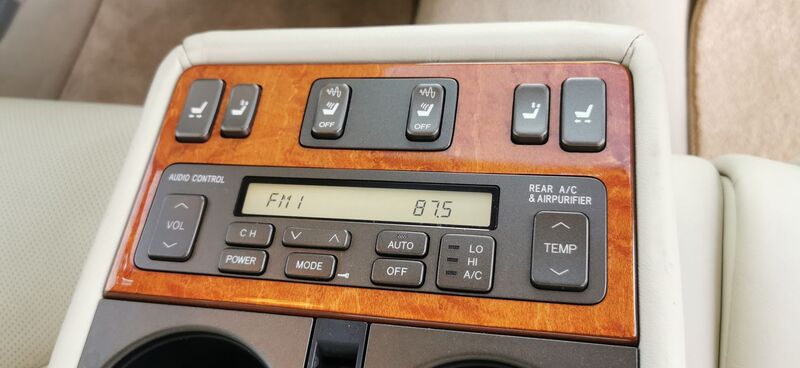 OFF OFF
AUDIO CONTROL
REAR A/C
& AIRPURIFIER
FM1 87.5
VOL
CH
AUTO
LO
HI
A/C
TEMP
POWER
MODE
OFF